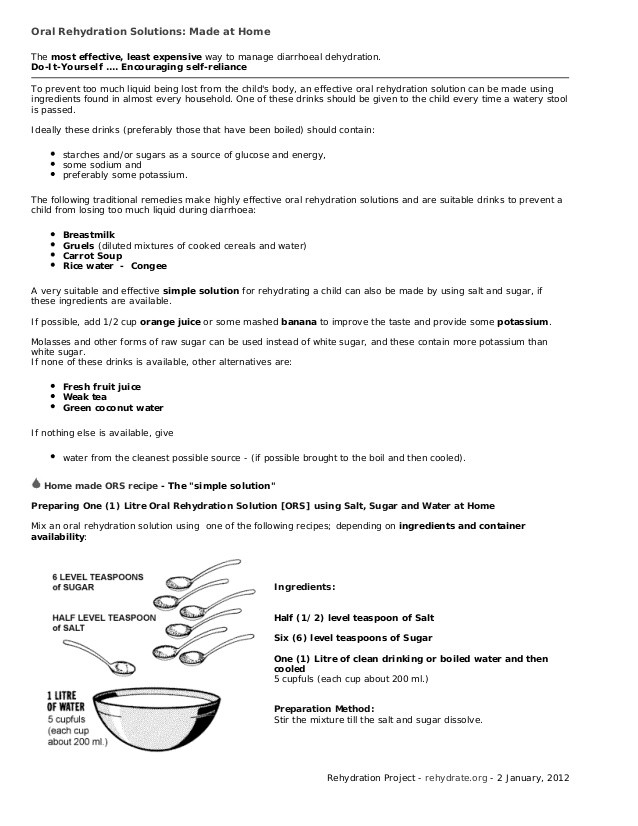 Oral Rehydration Solutions: Made at Home
The most effective, least expensive way to manage diarrhoeal dehydration.
Do-It-Yourself .... Encouraging self-reliance
To prevent too much liquid being lost from the child's body, an effective oral rehydration solution can be made using
ingredients found in almost every household. One of these drinks should be given to the child every time a watery stool
is passed.
Ideally these drinks (preferably those that have been boiled) should contain:
• starches and/or sugars as a source of glucose and energy,
• some sodium and
• preferably some potassium.
The following traditional remedies make highly effective oral rehydration solutions and are suitable drinks to prevent a
child from losing too much liquid during diarrhoea:
• Breastmilk
• Gruels (diluted mixtures of cooked cereals and water)
• Carrot Soup
• Rice water - Congee
A very suitable and effective simple solution for rehydrating a child can also be made by using salt and sugar, if
these ingredients are available.
If possible, add 1/2 cup orange juice or some mashed banana to improve the taste and provide some potassium.
Molasses and other forms of raw sugar can be used instead of white sugar, and these contain more potassium than
white sugar.
If none of these drinks is available, other alternatives are:
• Fresh fruit juice
• Weak tea
• Green coconut water
If nothing else is available, give
• water from the cleanest possible source - (if possible brought to the boil and then cooled).
Home made ORS recipe - The "simple solution"
Preparing One (1) Litre Oral Rehydration Solution [ORS] using Salt, Sugar and Water at Home
Mix an oral rehydration solution using one of the following recipes; depending on ingredients and container
availability:
6 LEVEL TEASPOONS
of SUGAR
HALF LEVEL TEASPOON
of SALT
1 LITRE
OF WATER
5 cupfuls
(each cup
about 200 ml.)
Ingredients:
Half (1/ 2) level teaspoon of Salt
Six (6) level teaspoons of Sugar
One (1) Litre of clean drinking or boiled water and then
cooled
5 cupfuls (each cup about 200 ml.)
Preparation Method:
Stir the mixture till the salt and sugar dissolve.
Rehydration Project - rehydrate.org - 2 January, 2012